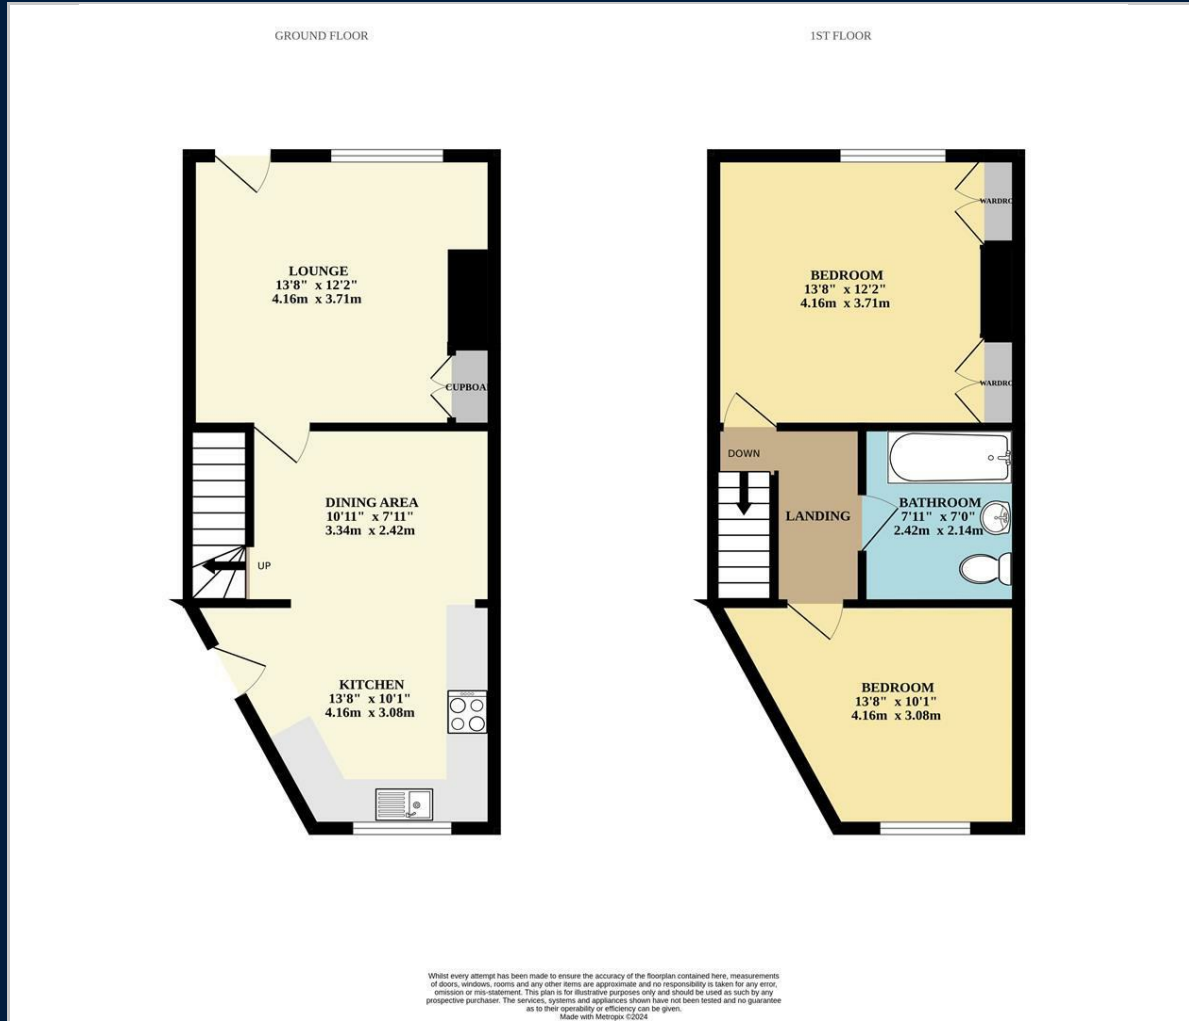 GROUND FLOOR
LOUNGE
13'8" x 12'2"
4.16m x 3.71m
CUPBOA
DINING AREA
10'11" x 7'11"
3.34m x 2.42m
UP
KITCHEN
13'8" x 10'1"
4.16m x 3.08m
1ST FLOOR
WARDRO
BEDROOM
13'8" x 12'2"
4.16m x 3.71m
WARDRO
DOWN
LANDING
BATHROOM
7'11" x 7'0"
2.42m x 2.14m
BEDROOM
13'8" x 10'1"
4.16m x 3.08m
Whilst every attempt has been made to ensure the accuracy of the floorplan contained here, measurements
of doors, windows, rooms and any other items are approximate and no responsibility is taken for any error,
omission or mis-statement. This plan is for illustrative purposes only and should be used as such by any
prospective purchaser. The services, systems and appliances shown have not been tested and no guarantee
as to their operability or efficiency can be given.
Made with Metropix ©2024